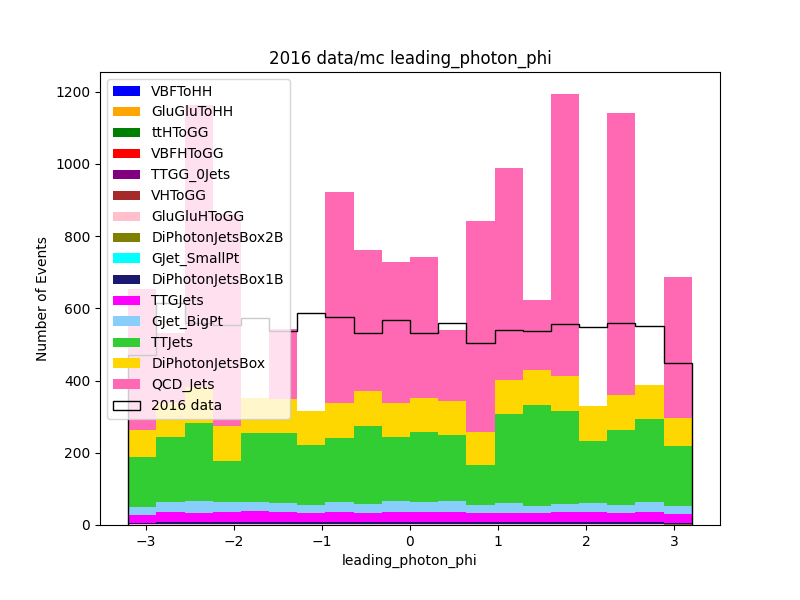 2016 data/mc leading_photon_phi
Number of Events
1200
1000
800
600
400
200
0
VBFToHH
GluGluToHH
ttHToGG
VBFHToGG
TTGG_0Jets
VHToGG
GluGluHToGG
DiPhotonJetsBox2B
GJet_SmallPt
DiPhotonJetsBox1B
TTGJets
GJet_BigPt
TTJets
DiPhotonJetsBox
QCD_Jets
2016 data
−3 −2 −1 0 1 2 3
leading_photon_phi